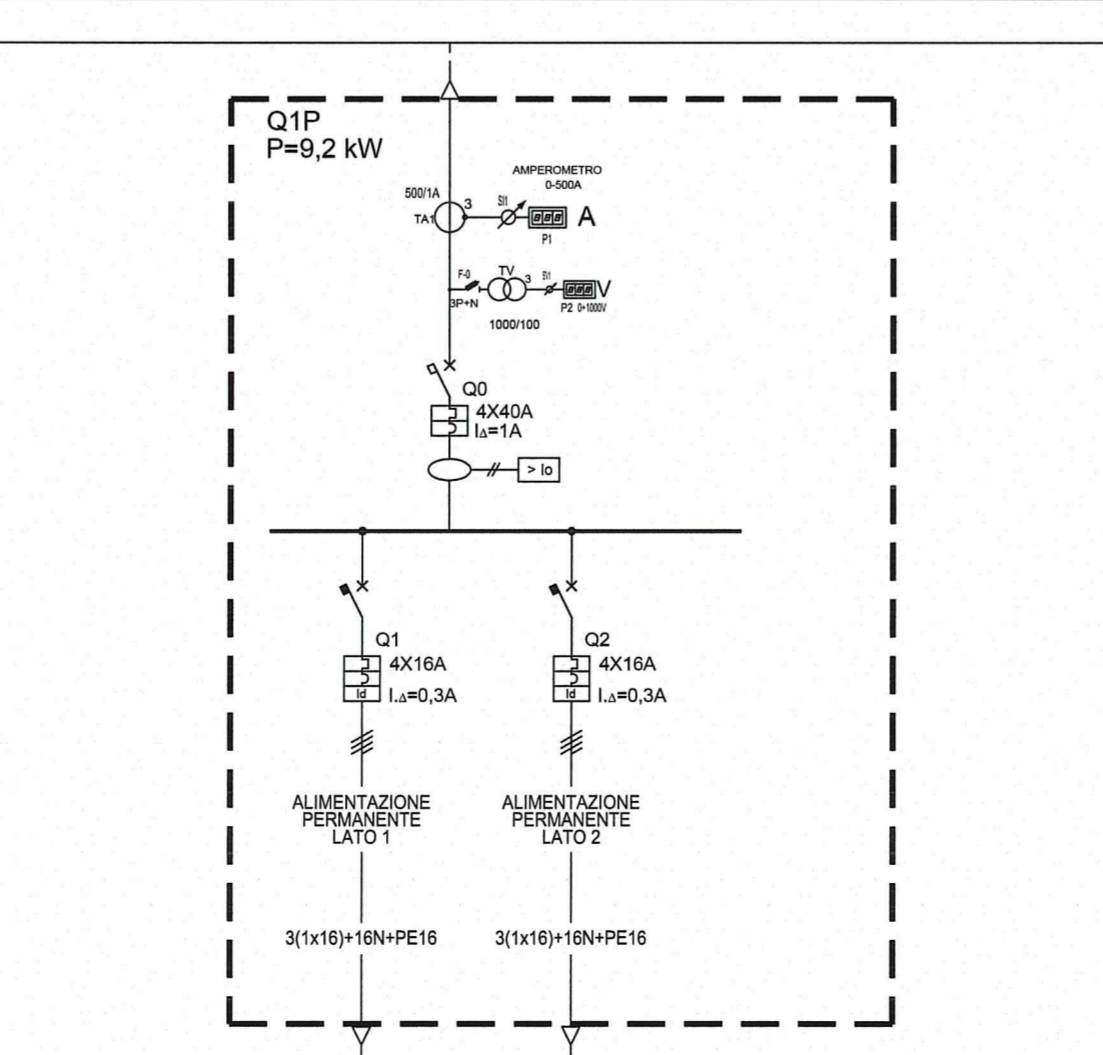 Q1P
P=9,2 kW
AMPEROMETRO
0-500A
500/1A
TA1
3
SI1
A
P1
F-0
3P+N
TV
3
SV1
V
P2 0÷1000V
1000/100
Q0
4X40A
I∆=1A
> Io
Q1
4X16A
Id
I.∆=0,3A
Q2
4X16A
Id
I.∆=0,3A
ALIMENTAZIONE
PERMANENTE
LATO 1
ALIMENTAZIONE
PERMANENTE
LATO 2
3(1x16)+16N+PE16
3(1x16)+16N+PE16